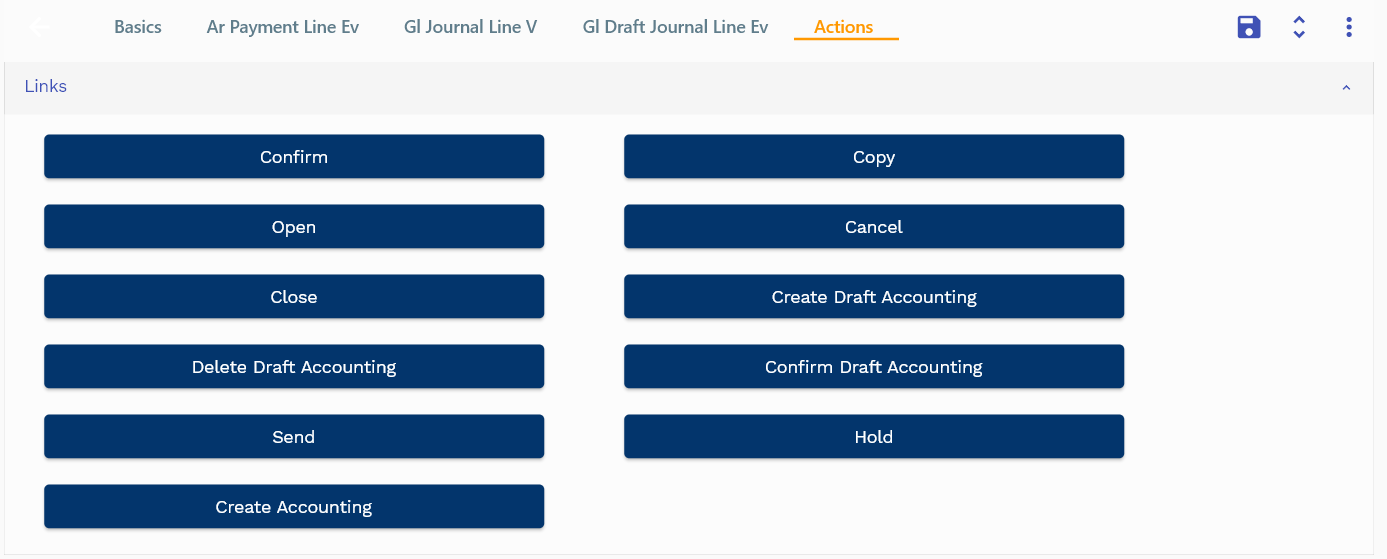 Basics Ar Payment Line Ev Gl Journal Line V Gl Draft Journal Line Ev Actions
Links
Confirm Copy
Open Cancel
Close Create Draft Accounting
Delete Draft Accounting Confirm Draft Accounting
Send Hold
Create Accounting